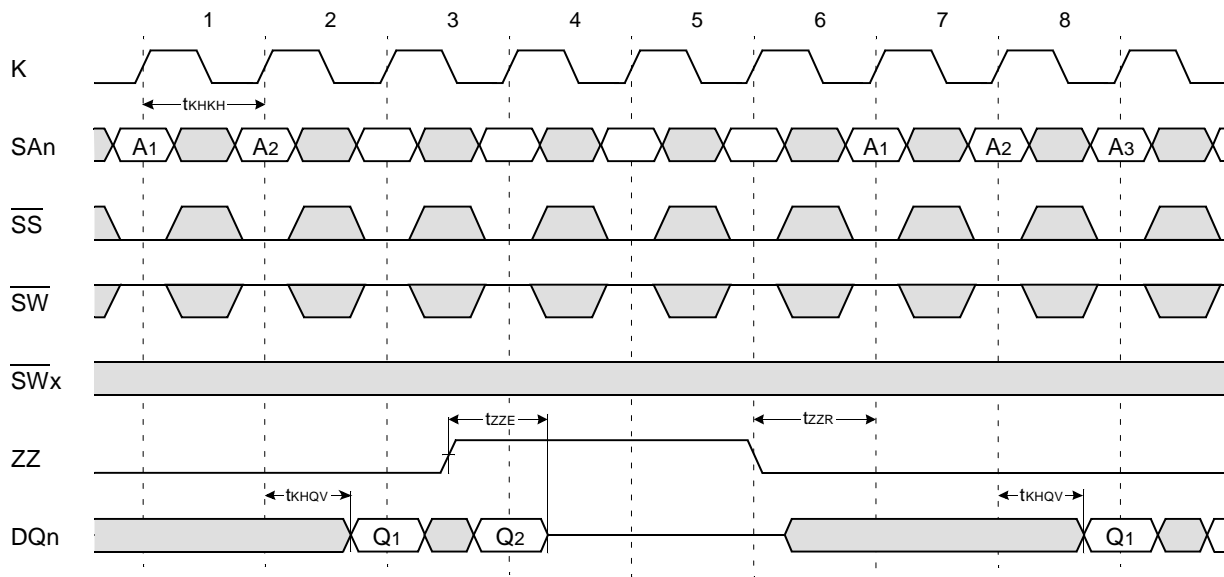 1 2 3 4 5 6 7 8
K
tKHKH
SAn A1 A2 A1 A2 A3
SS
SW
SWx
tZZE tZZR
ZZ
tKHQV tKHQV
DQn Q1 Q2 Q1